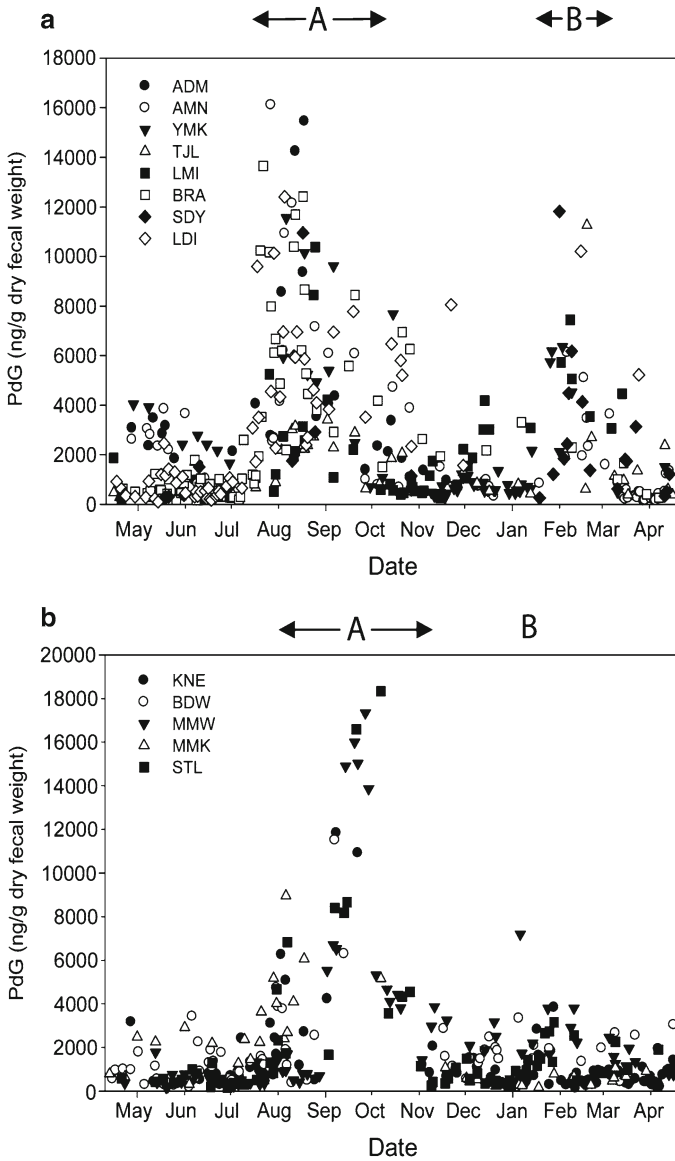 a
A
B
18000
16000
14000
12000
10000
8000
6000
4000
2000
0
PdG (ng/g dry fecal weight)
ADM
AMN
YMK
TJL
LMI
BRA
SDY
LDI
May Jun Jul Aug Sep Oct Nov Dec Jan Feb Mar Apr
Date
b
A
B
20000
18000
16000
14000
12000
10000
8000
6000
4000
2000
0
PdG (ng/g dry fecal weight)
KNE
BDW
MMW
MMK
STL
May Jun Jul Aug Sep Oct Nov Dec Jan Feb Mar Apr
Date